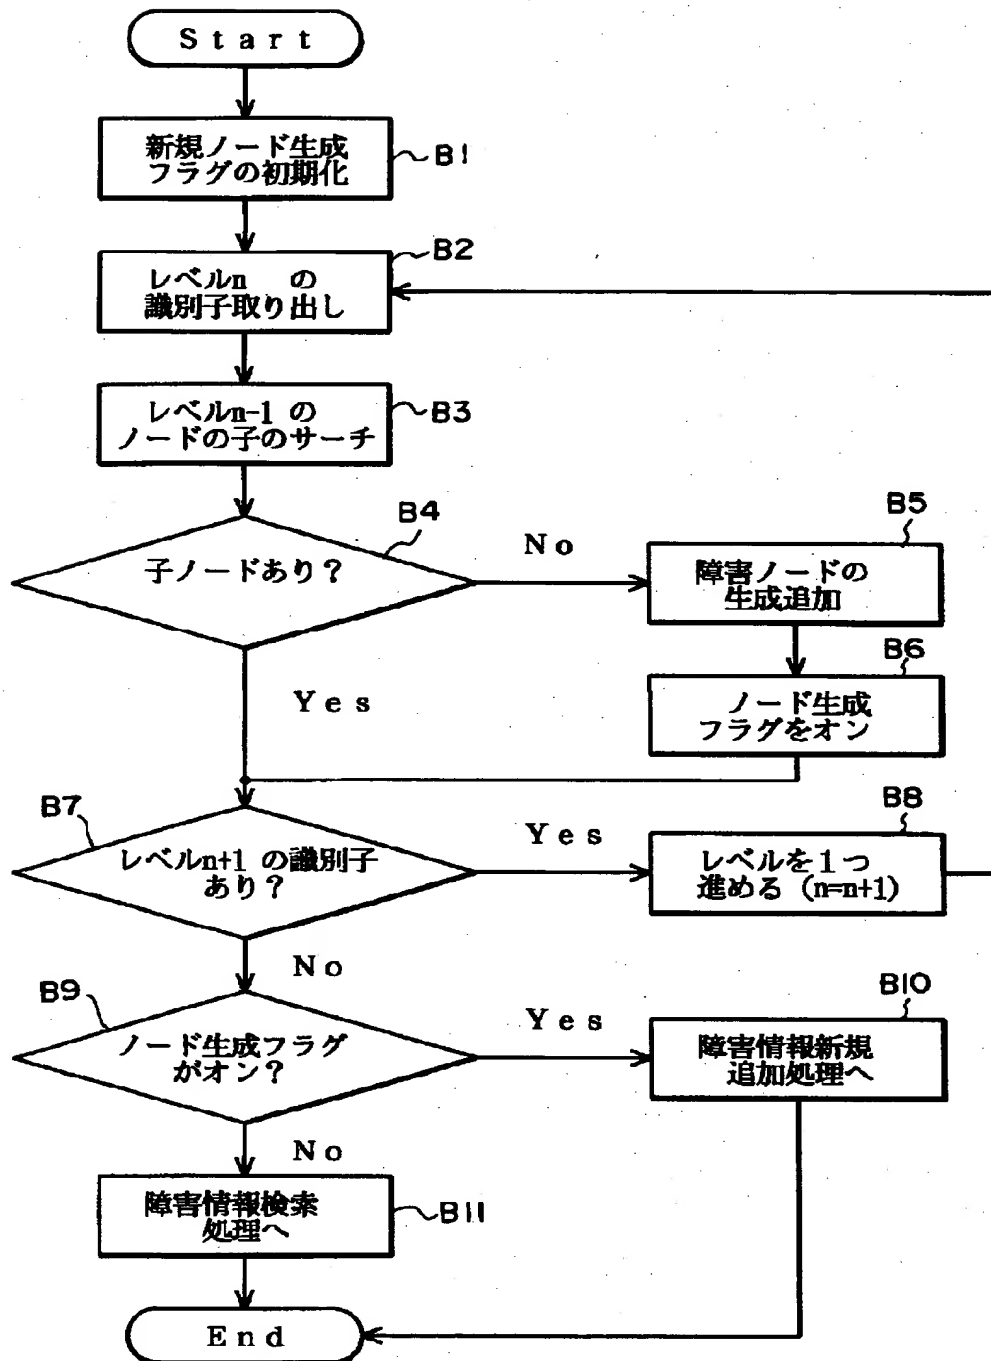 Start
新規ノード生成
フラグの初期化
B1
レベルn の
識別子取り出し
B2
レベルn-1 の
ノードの子のサーチ
B3
子ノードあり？
B4
No
障害ノードの
生成追加
B5
ノード生成
フラグをオン
B6
Yes
レベルn+1 の識別子
あり？
B7
Yes
レベルを１つ
進める (n=n+1)
B8
No
ノード生成フラグ
がオン？
B9
Yes
障害情報新規
追加処理へ
B10
No
障害情報検索
処理へ
B11
End